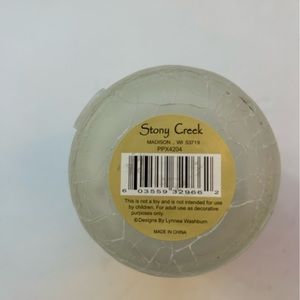 Stony Creek
MADISON , WI 53719
PPX4204
6 03559 32966 2
This is not a toy and is not intended for use
by children. For adult use as decorative
purposes only.
©Designs By Lynnea Washburn
MADE IN CHINA